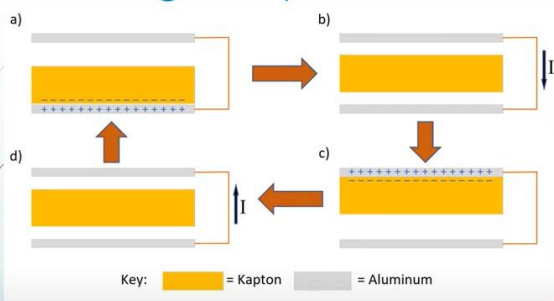 a)
b)
I
d)
c)
I
Key:
= Kapton
= Aluminum